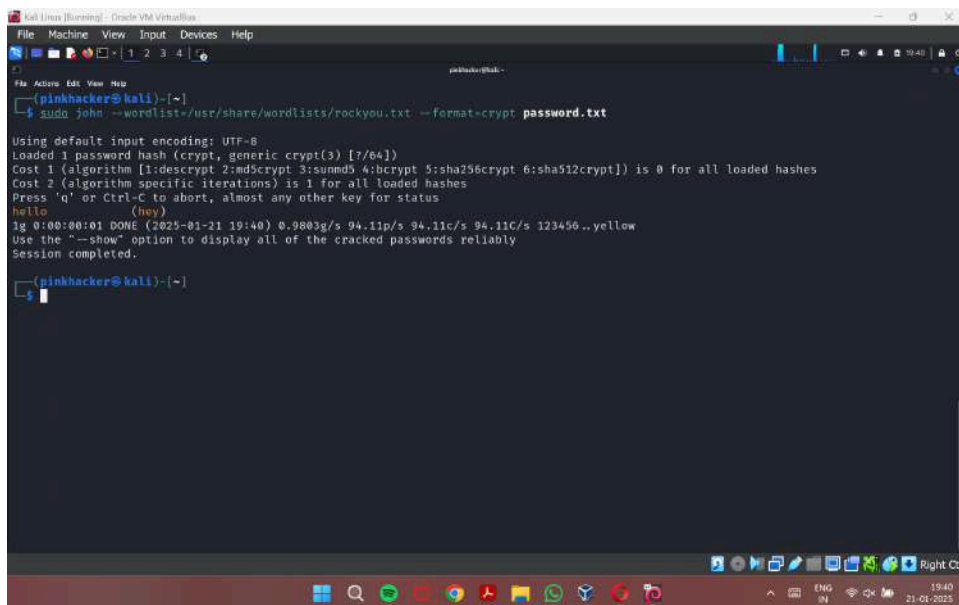 Kali Linux [Running] - Oracle VM VirtualBox
File Machine View Input Devices Help
1 2 3 4
19:40
pinkhacker@kali: ~
File Actions Edit View Help
(pinkhacker㉿kali)-[~]
$ sudo john --wordlist=/usr/share/wordlists/rockyou.txt --format=crypt password.txt
Using default input encoding: UTF-8
Loaded 1 password hash (crypt, generic crypt(3) [?/64])
Cost 1 (algorithm [1:descrypt 2:md5crypt 3:sunmd5 4:bcrypt 5:sha256crypt 6:sha512crypt]) is 0 for all loaded hashes
Cost 2 (algorithm specific iterations) is 1 for all loaded hashes
Press 'q' or Ctrl-C to abort, almost any other key for status
hello (hey)
1g 0:00:00:01 DONE (2025-01-21 19:40) 0.9803g/s 94.11p/s 94.11c/s 94.11C/s 123456..yellow
Use the "--show" option to display all of the cracked passwords reliably
Session completed.
(pinkhacker㉿kali)-[~]
$
Right Ct
ENG
IN
19:40
21-01-2025